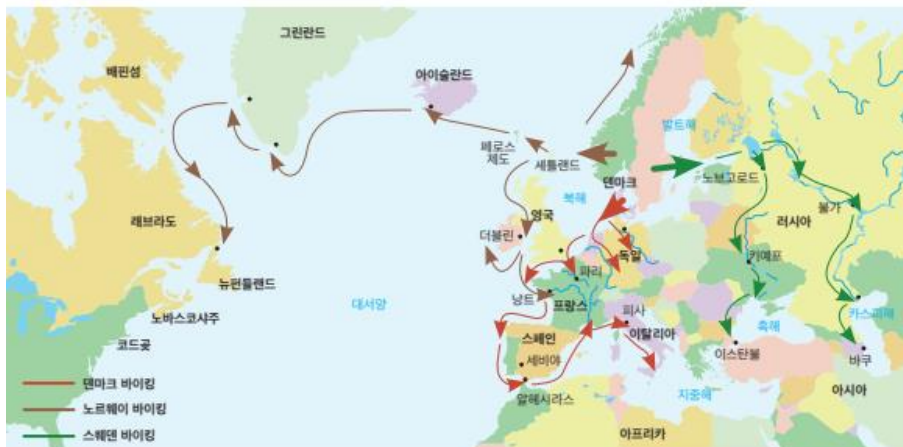 그린란드
배핀섬
아이슬란드
페로스
제도
셰틀랜드
발트해
노브고로드
덴마크
북해
영국
더블린
러시아
볼가
래브라도
독일
키예프
파리
뉴펀들랜드
낭트
프랑스
대서양
노바스코샤주
피사
카스피해
흑해
코드곶
스페인
이탈리아
이스탄불
바쿠
세비야
덴마크 바이킹
알헤시라스
지중해
아시아
노르웨이 바이킹
스웨덴 바이킹
아프리카